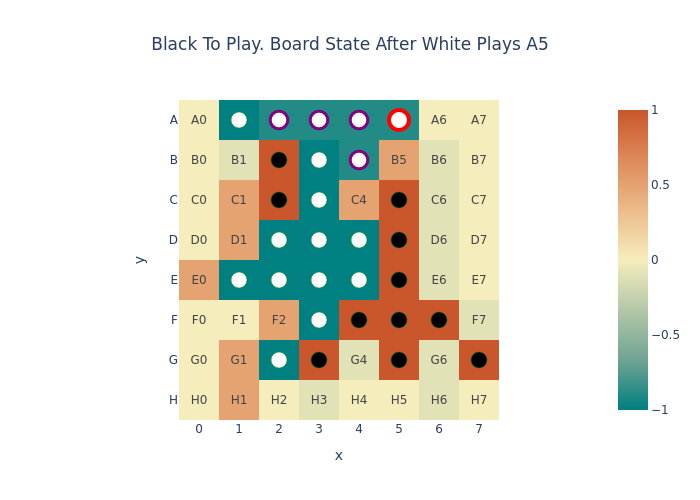 Black To Play. Board State After White Plays A5
A A0 A6 A7
B B0 B1 B5 B6 B7
C C0 C1 C4 C6 C7
D D0 D1 D6 D7
E E0 E6 E7
F F0 F1 F2 F7
G G0 G1 G4 G6
H H0 H1 H2 H3 H4 H5 H6 H7
0 1 2 3 4 5 6 7
x
y
1
0.5
0
−0.5
−1